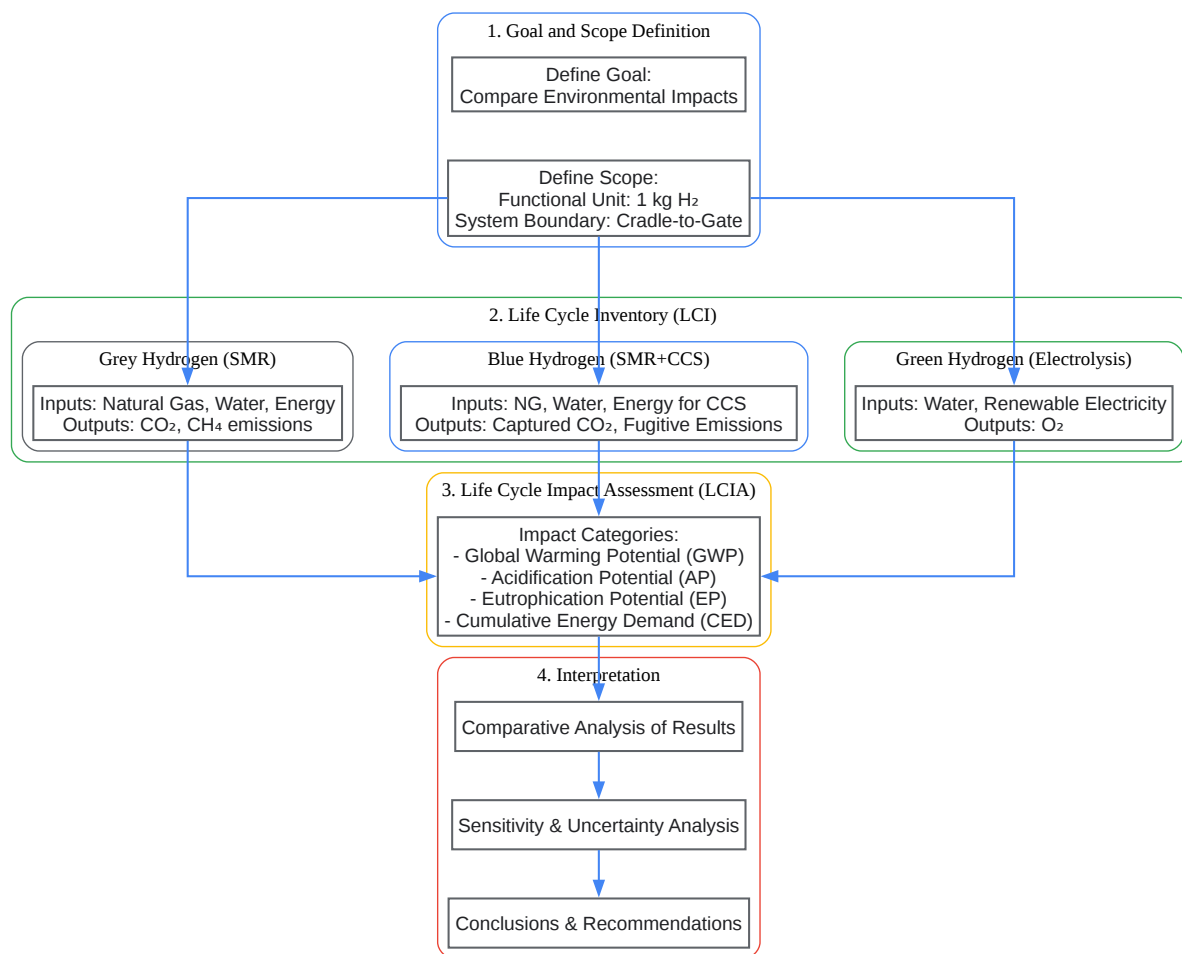 1. Goal and Scope Definition
Define Goal:
Compare Environmental Impacts
Define Scope:
Functional Unit: 1 kg H₂
System Boundary: Cradle-to-Gate
2. Life Cycle Inventory (LCI)
Grey Hydrogen (SMR)
Inputs: Natural Gas, Water, Energy
Outputs: CO₂, CH₄ emissions
Blue Hydrogen (SMR+CCS)
Inputs: NG, Water, Energy for CCS
Outputs: Captured CO₂, Fugitive Emissions
Green Hydrogen (Electrolysis)
Inputs: Water, Renewable Electricity
Outputs: O₂
3. Life Cycle Impact Assessment (LCIA)
Impact Categories:
- Global Warming Potential (GWP)
- Acidification Potential (AP)
- Eutrophication Potential (EP)
- Cumulative Energy Demand (CED)
4. Interpretation
Comparative Analysis of Results
Sensitivity & Uncertainty Analysis
Conclusions & Recommendations